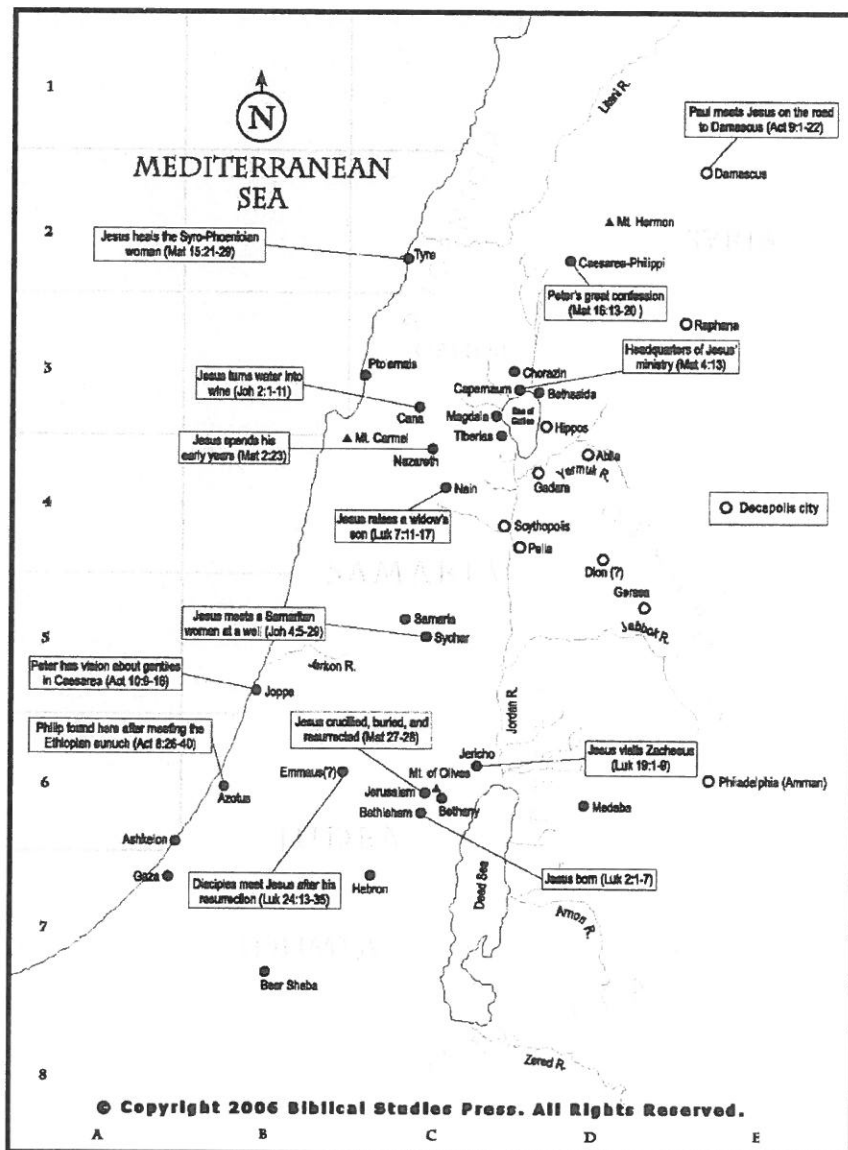 1
N
MEDITERRANEAN
SEA
Litani R.
Paul meets Jesus on the road
to Damascus (Act 9:1-22)
Damascus
2
Jesus heals the Syro-Phoenician
woman (Mat 15:21-29)
Tyre
Mt. Hermon
Caesarea-Philippi
Peter's great confession
(Mat 16:13-20 )
Raphana
3
Ptolemais
Chorazin
Headquarters of Jesus'
ministry (Mat 4:13)
Jesus turns water into
wine (Joh 2:1-11)
Capernaum
Bethsaida
Cana
Magdala
Sea of
Galilee
Hippos
Mt. Carmel
Tiberias
Jesus spends his
early years (Mat 2:23)
Nazareth
Abila
Yarmuk R.
Gadara
4
Nain
Decapolis city
Jesus raises a widow's
son (Luk 7:11-17)
Scythopolis
Pella
Dion (?)
Gerasa
Jabbok R.
5
Jesus meets a Samaritan
woman at a well (Joh 4:5-29)
Samaria
Sychar
Yarkon R.
Peter has vision about gentiles
in Caesarea (Act 10:9-16)
Joppa
Jordan R.
Philip found here after meeting the
Ethiopian eunuch (Act 8:26-40)
Jesus crucified, buried, and
resurrected (Mat 27-28)
Jericho
Jesus visits Zacheous
(Luk 19:1-9)
6
Azotus
Emmaus(?)
Mt. of Olives
Jerusalem
Bethany
Bethlehem
Medeba
Philadelphia (Amman)
Ashkelon
Gaza
Disciples meet Jesus after his
resurrection (Luk 24:13-35)
Hebron
Dead Sea
Jesus born (Luk 2:1-7)
7
Arnon R.
Beer Sheba
Zered R.
8
© Copyright 2006 Biblical Studies Press. All Rights Reserved.
A B C D E